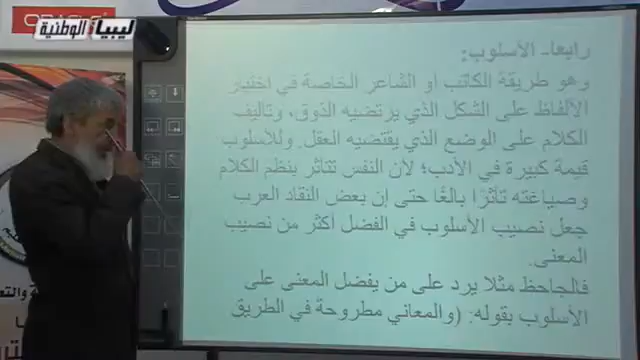 ORACLE
ليبيا الوطنية
رابعا- الأسلوب:
وهو طريقة الكاتب أو الشاعر الخاصة في اختيار
الألفاظ على الشكل الذي يرتضيه الذوق، وتأليف
الكلام على الوضع الذي يقتضيه العقل. وللأسلوب
قيمة كبيرة في الأدب؛ لأن النفس تتأثر بنظم الكلام
وصياغته تأثرًا بالغًا حتى إن بعض النقاد العرب
جعل نصيب الأسلوب في الفضل أكثر من نصيب
المعنى.
فالجاحظ مثلا يرد على من يفضل المعنى على
الأسلوب بقوله: (والمعاني مطروحة في الطريق